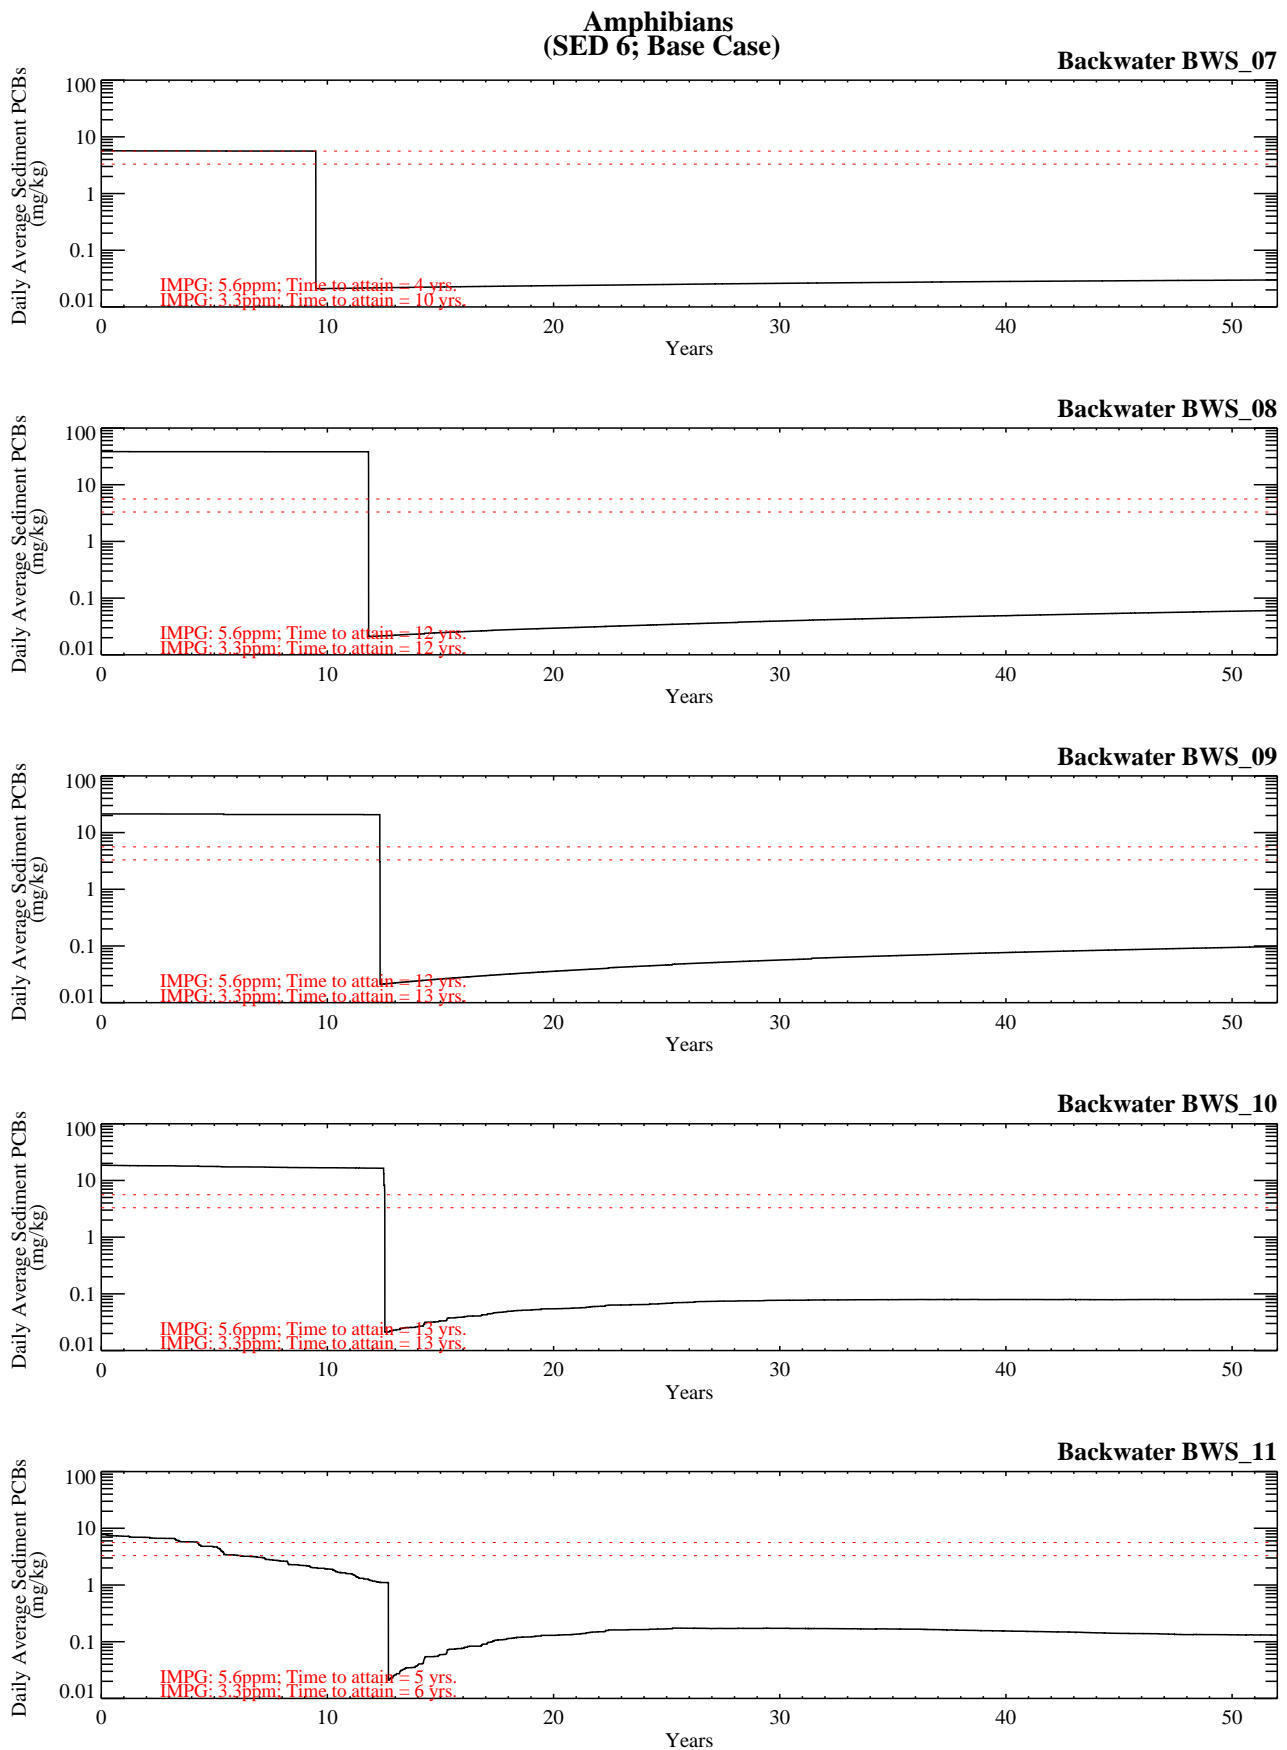 Amphibians
(SED 6; Base Case)
Backwater BWS_07
Daily Average Sediment PCBs
(mg/kg)
100
10
1
0.1
0.01
IMPG: 5.6ppm; Time to attain = 4 yrs.
IMPG: 3.3ppm; Time to attain = 10 yrs.
0 10 20 30 40 50
Years
Backwater BWS_08
Daily Average Sediment PCBs
(mg/kg)
100
10
1
0.1
0.01
IMPG: 5.6ppm; Time to attain = 12 yrs.
IMPG: 3.3ppm; Time to attain = 12 yrs.
0 10 20 30 40 50
Years
Backwater BWS_09
Daily Average Sediment PCBs
(mg/kg)
100
10
1
0.1
0.01
IMPG: 5.6ppm; Time to attain = 13 yrs.
IMPG: 3.3ppm; Time to attain = 13 yrs.
0 10 20 30 40 50
Years
Backwater BWS_10
Daily Average Sediment PCBs
(mg/kg)
100
10
1
0.1
0.01
IMPG: 5.6ppm; Time to attain = 13 yrs.
IMPG: 3.3ppm; Time to attain = 13 yrs.
0 10 20 30 40 50
Years
Backwater BWS_11
Daily Average Sediment PCBs
(mg/kg)
100
10
1
0.1
0.01
IMPG: 5.6ppm; Time to attain = 5 yrs.
IMPG: 3.3ppm; Time to attain = 6 yrs.
0 10 20 30 40 50
Years